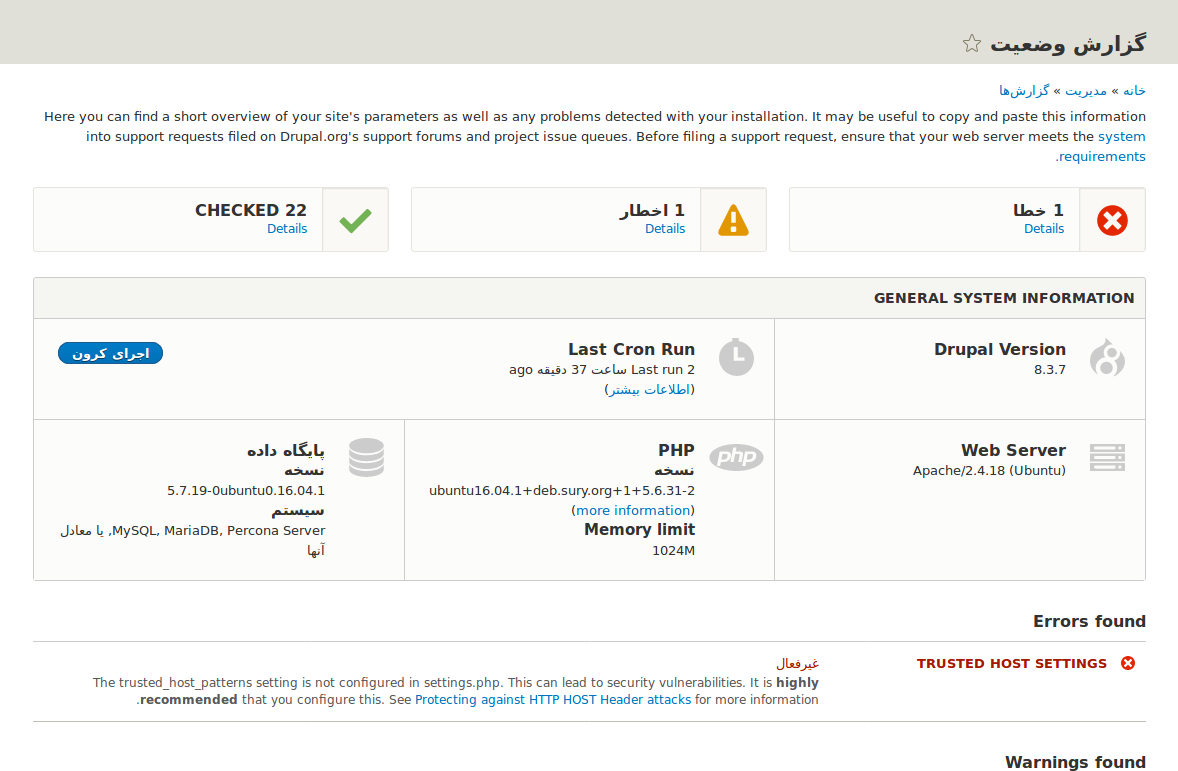 گزارش وضعیت
خانه » مدیریت » گزارش‌ها
Here you can find a short overview of your site's parameters as well as any problems detected with your installation. It may be useful to copy and paste this information
into support requests filed on Drupal.org's support forums and project issue queues. Before filing a support request, ensure that your web server meets the system
requirements.
1 خطا
Details
1 اخطار
Details
22 CHECKED
Details
GENERAL SYSTEM INFORMATION
Drupal Version
8.3.7
Last Cron Run
Last run 2 ساعت 37 دقیقه ago
(اطلاعات بیشتر)
اجرای کرون
Web Server
Apache/2.4.18 (Ubuntu)
php
PHP
نسخه
5.6.31-2+ubuntu16.04.1+deb.sury.org+1
(more information)
Memory limit
1024M
پایگاه داده
نسخه
5.7.19-0ubuntu0.16.04.1
سیستم
MySQL, MariaDB, Percona Server, یا معادل
آنها
Errors found
TRUSTED HOST SETTINGS
غیرفعال
The trusted_host_patterns setting is not configured in settings.php. This can lead to security vulnerabilities. It is highly
recommended that you configure this. See Protecting against HTTP HOST Header attacks for more information.
Warnings found